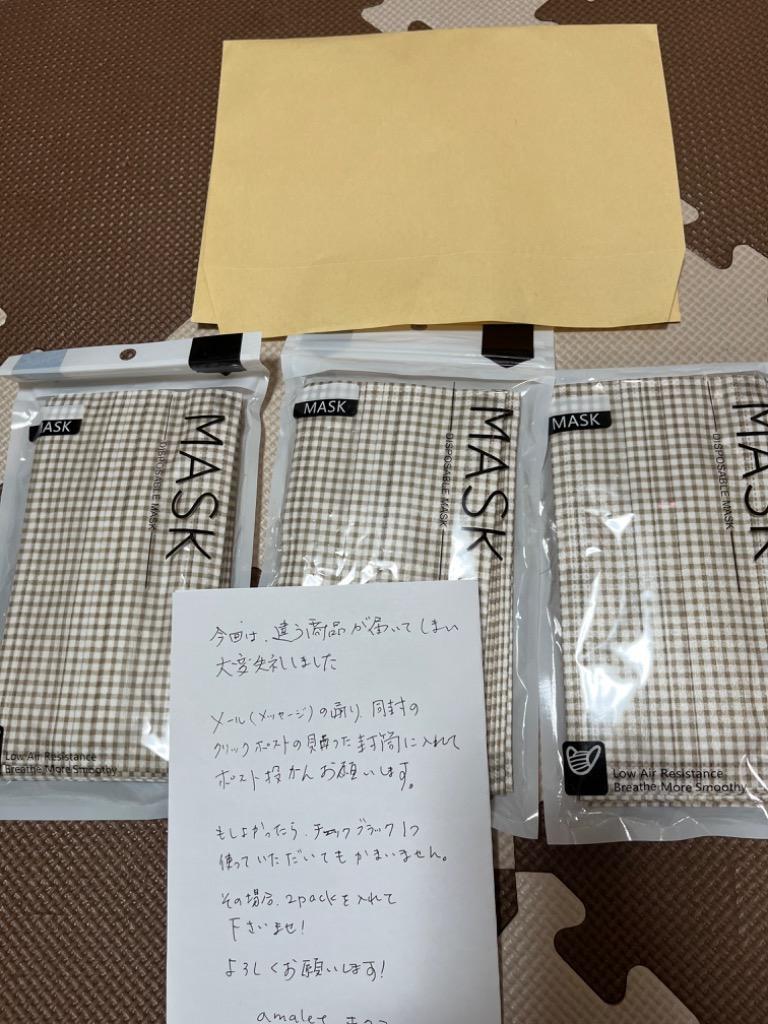 MASK
MASK
DISPOSABLE MASK
Low Air Resistance
Breathe More Smoothy
MASK
MASK
DISPOSABLE MASK
MASK
MASK
DISPOSABLE MASK
Low Air Resistance
Breathe More Smoothy
今回は、違う商品が届いてしまい
大変失礼しました
メール(メッセージ)の通り、同封の
クリックポストの貼った封筒に入れて
ポスト投かんお願いします。
もしよかったら、チェックブラック1つ
使っていただいてもかまいません。
その場合、2packを入れて
下さいませ!
よろしくお願いします!
amalet